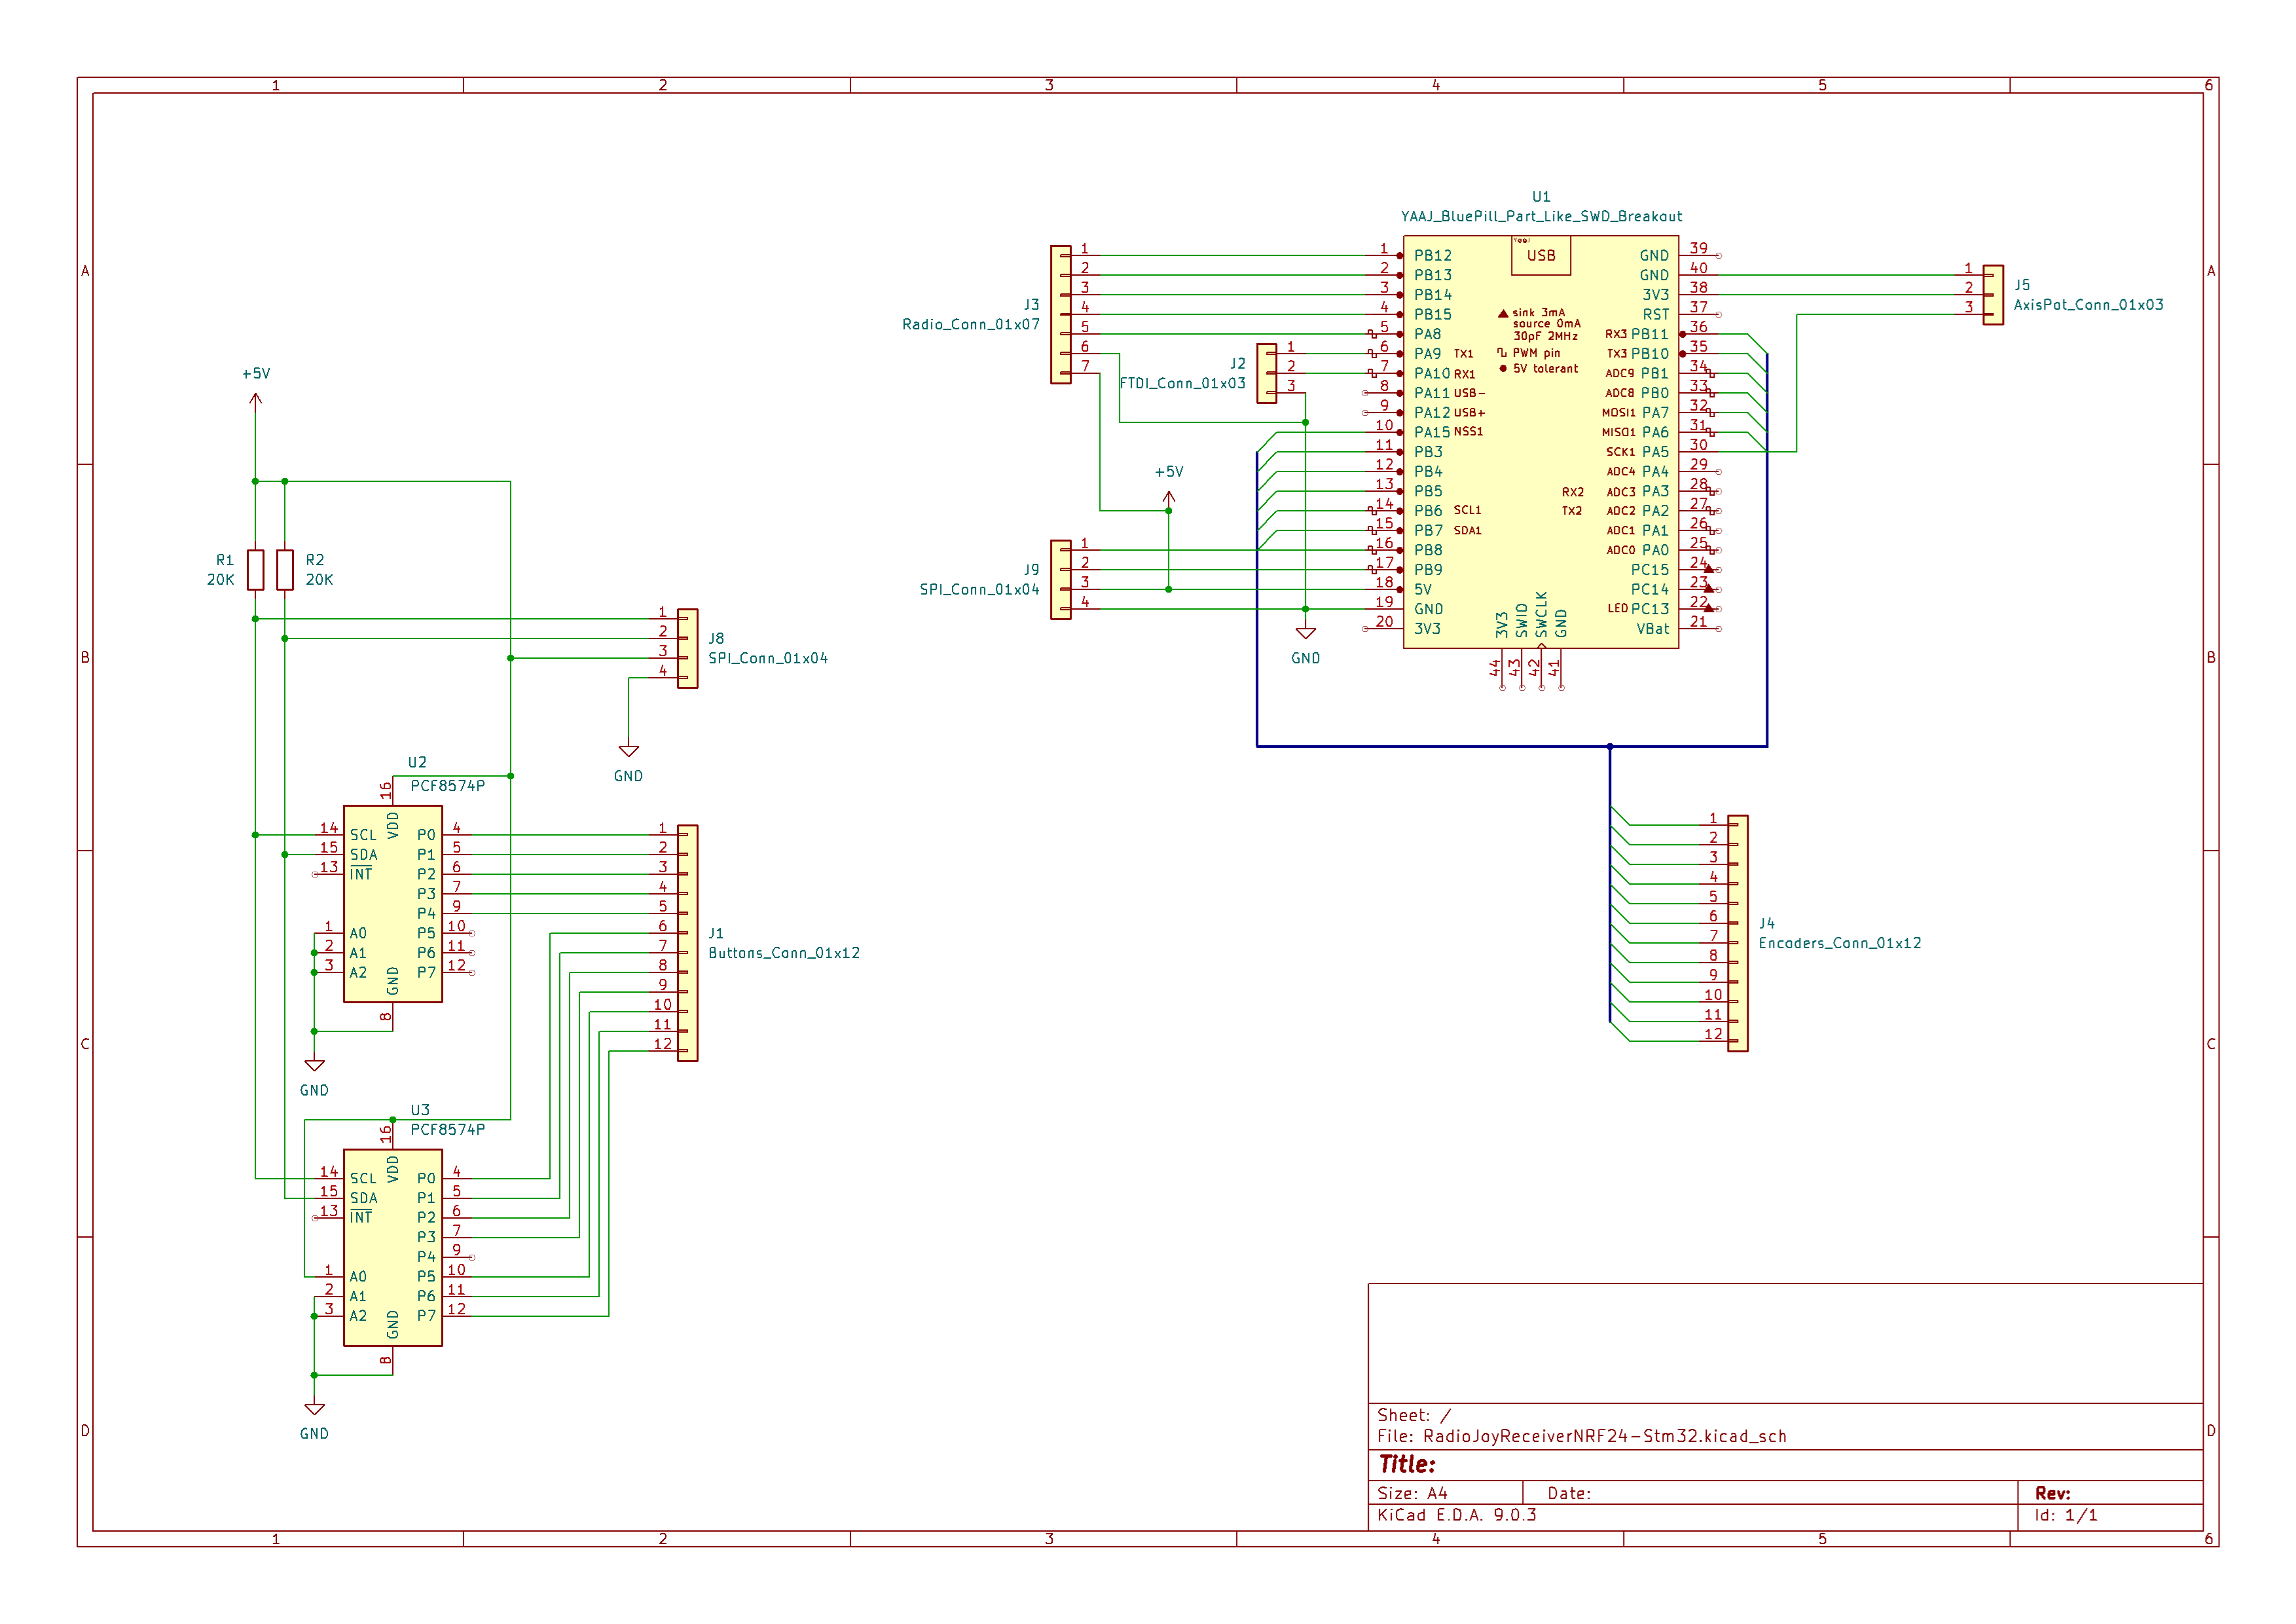 1 2 3 4 5 6
A
B
C
D
A
B
C
D
1 2 3 4 5 6
+5V
R1
20K
R2
20K
1
2
3
4
J8
SPI_Conn_01x04
GND
U2
PCF8574P
16
VDD
14 SCL P0 4
15 SDA P1 5
13 INT P2 6
P3 7
P4 9
1 A0 P5 10
2 A1 P6 11
3 A2 P7 12
GND
8
GND
1
2
3
4
5
6
7
8
9
10
11
12
J1
Buttons_Conn_01x12
U3
PCF8574P
16
VDD
14 SCL P0 4
15 SDA P1 5
13 INT P2 6
P3 7
P4 9
1 A0 P5 10
2 A1 P6 11
3 A2 P7 12
GND
8
GND
J3
Radio_Conn_01x07
1
2
3
4
5
6
7
J2
FTDI_Conn_01x03
1
2
3
+5V
J9
SPI_Conn_01x04
1
2
3
4
GND
U1
YAAJ_BluePill_Part_Like_SWD_Breakout
YaaJ
USB
1 PB12 GND 39
2 PB13 GND 40
3 PB14 3V3 38
4 PB15 RST 37
5 PA8 RX3 PB11 36
6 PA9 TX1 TX3 PB10 35
7 PA10 RX1 ADC9 PB1 34
8 PA11 USB- ADC8 PB0 33
9 PA12 USB+ MOSI1 PA7 32
10 PA15 NSS1 MISO1 PA6 31
11 PB3 SCK1 PA5 30
12 PB4 ADC4 PA4 29
13 PB5 RX2 ADC3 PA3 28
14 PB6 SCL1 TX2 ADC2 PA2 27
15 PB7 SDA1 ADC1 PA1 26
16 PB8 ADC0 PA0 25
17 PB9 PC15 24
18 5V PC14 23
19 GND LED PC13 22
20 3V3 VBat 21
sink 3mA
source 0mA
30pF 2MHz
PWM pin
5V tolerant
3V3 SWIO SWCLK GND
44 43 42 41
1
2
3
J5
AxisPot_Conn_01x03
1
2
3
4
5
6
7
8
9
10
11
12
J4
Encoders_Conn_01x12
Sheet: /
File: RadioJoyReceiverNRF24-Stm32.kicad_sch
Title:
Size: A4 Date: Rev:
KiCad E.D.A. 9.0.3 Id: 1/1